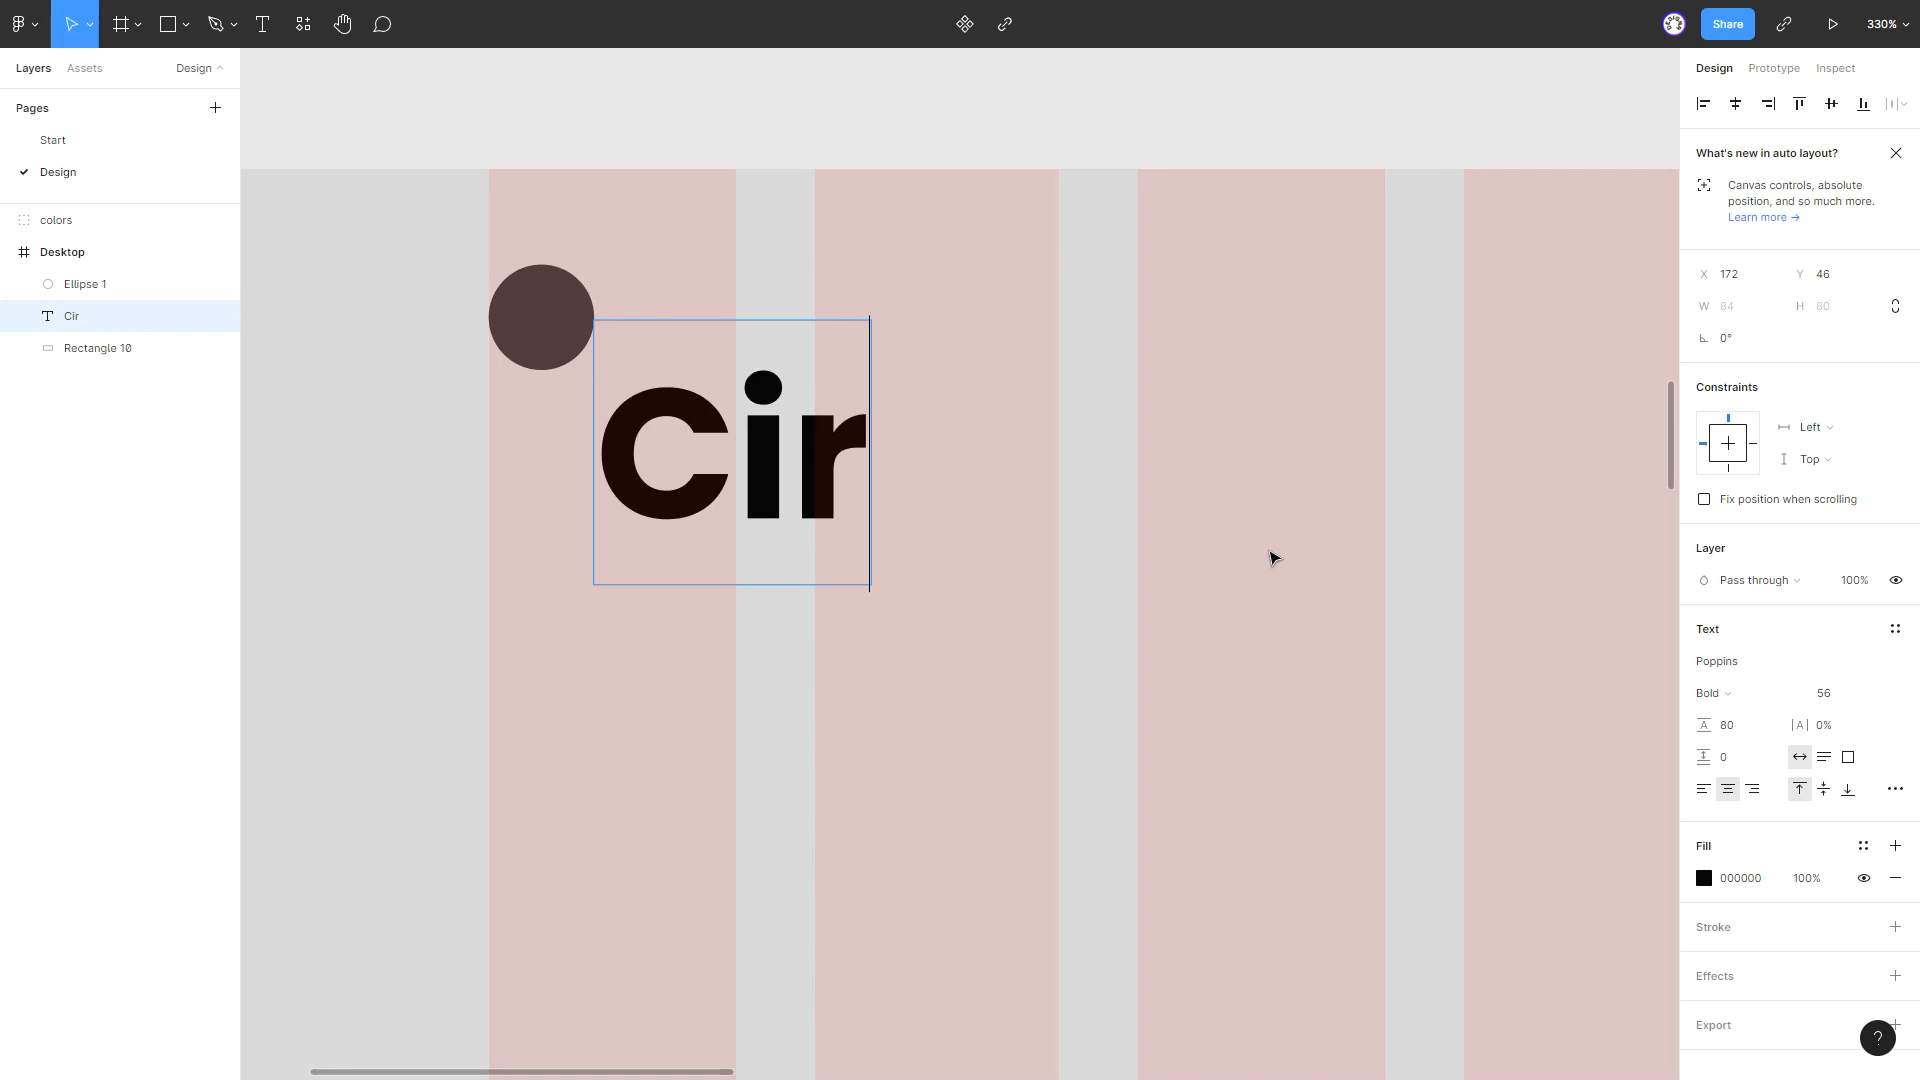 Share
330%
Layers
Assets
Design
Pages
Start
Design
colors
Desktop
Ellipse 1
Cir
Rectangle 10
Cir
Design
Prototype
Inspect
What's new in auto layout?
Canvas controls, absolute
position, and so much more.
Learn more →
X 172
Y 46
W 84
H 80
0°
Constraints
Left
Top
Fix position when scrolling
Layer
Pass through
100%
Text
Poppins
Bold
56
A 80
|A| 0%
0
Fill
000000
100%
Stroke
Effects
Export
?